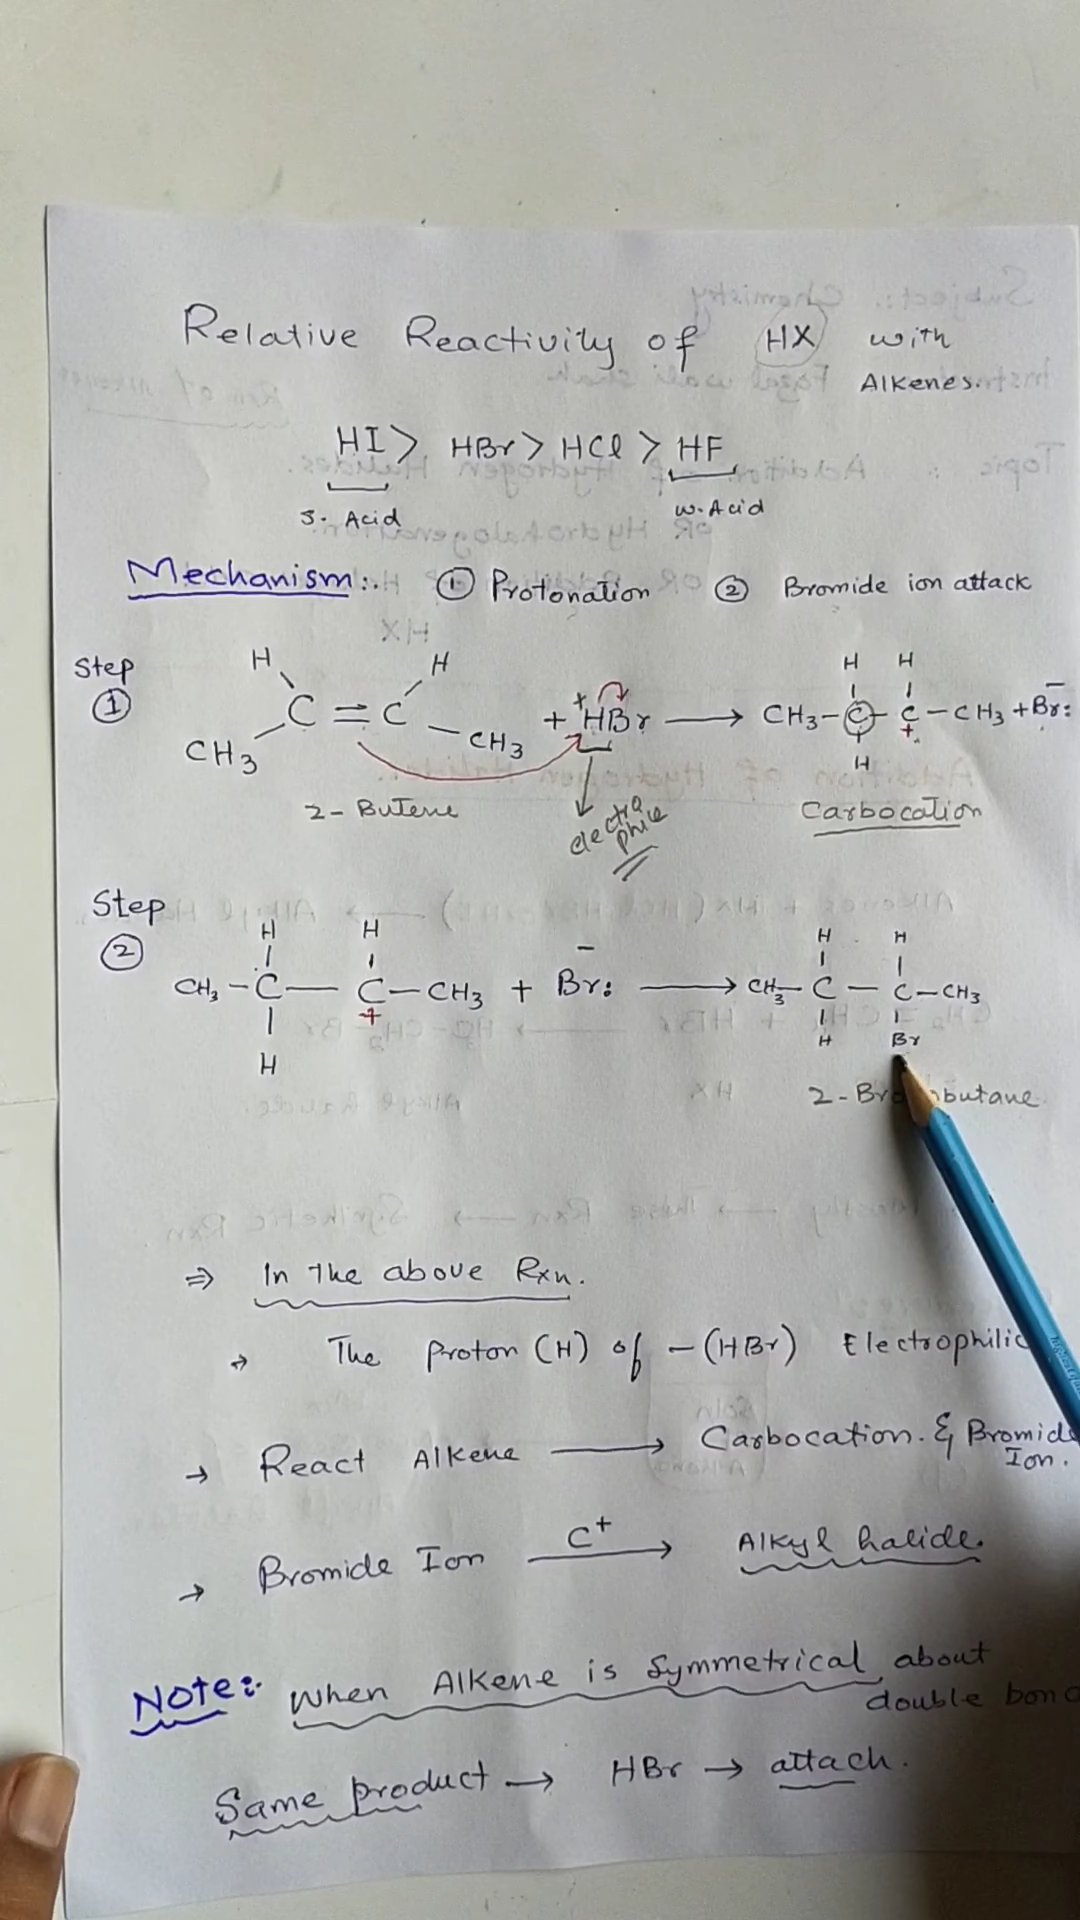 Relative Reactivity of HX with
Alkenes.
HI > HBr > HCl > HF
S. Acid w. Acid
Mechanism:. ① Protonation ② Bromide ion attack
Step
①
H H H H
C = C + HBr ⟶ CH3 - C - C - CH3 + Br:
+ + -
CH3 CH3 H
2- Butene electro
phile
Carbocation
Step
②
H H - H H
CH3 - C - C - CH3 + Br: ⟶ CH3 - C - C - CH3
+
H H Br
2-Br butane
⇒ In the above Rxn.
→ The proton (H) of - (HBr) Electrophilic
→ React Alkene ⟶ Carbocation. & Bromide
Ion.
→ Bromide Ion C+ ⟶ Alkyl halide.
Note:. When Alkene is symmetrical about
double bon
Same product → HBr → attach.